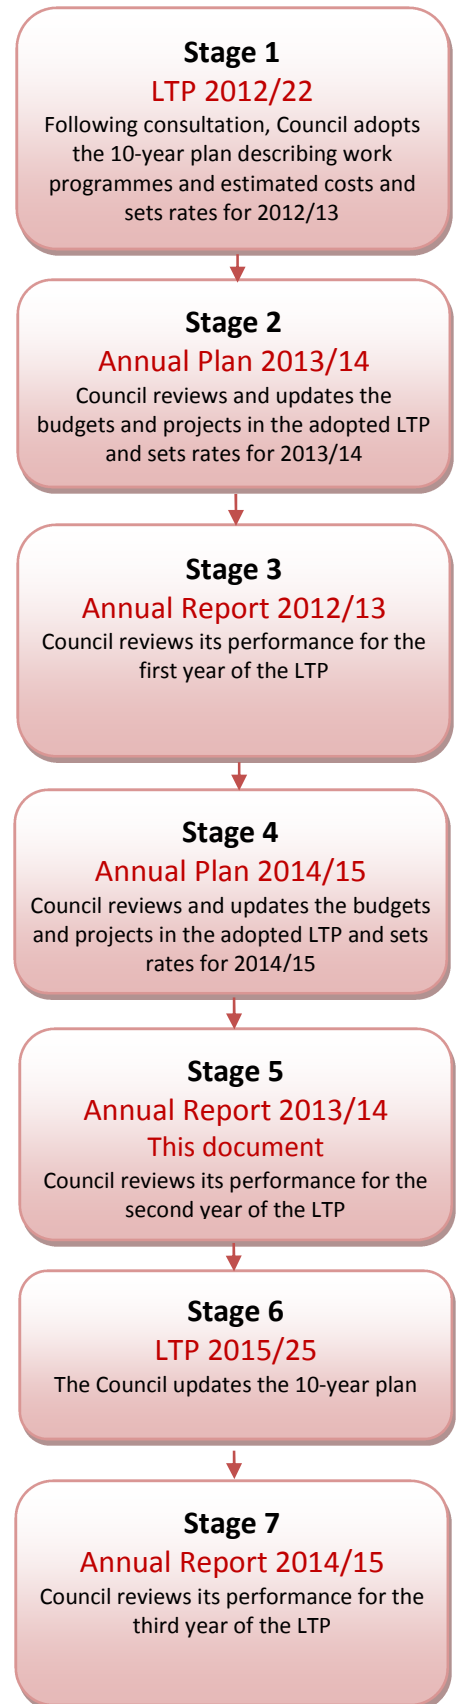 Stage 1
LTP 2012/22
Following consultation, Council adopts
the 10-year plan describing work
programmes and estimated costs and
sets rates for 2012/13
Stage 2
Annual Plan 2013/14
Council reviews and updates the
budgets and projects in the adopted LTP
and sets rates for 2013/14
Stage 3
Annual Report 2012/13
Council reviews its performance for the
first year of the LTP
Stage 4
Annual Plan 2014/15
Council reviews and updates the budgets
and projects in the adopted LTP and sets
rates for 2014/15
Stage 5
Annual Report 2013/14
This document
Council reviews its performance for the
second year of the LTP
Stage 6
LTP 2015/25
The Council updates the 10-year plan
Stage 7
Annual Report 2014/15
Council reviews its performance for the
third year of the LTP